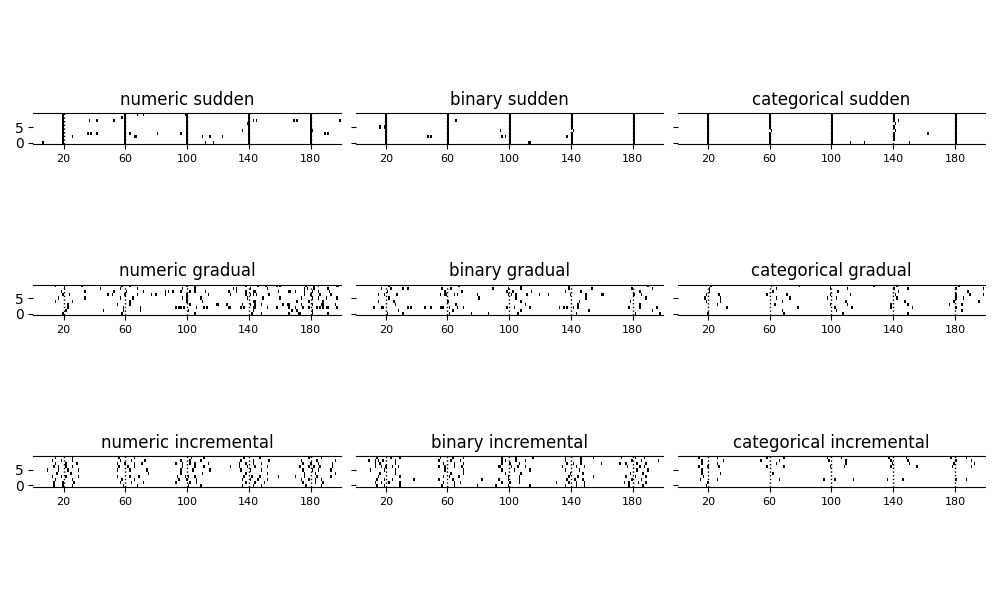 numeric sudden
binary sudden
categorical sudden
5
0
20 60 100 140 180
20 60 100 140 180
20 60 100 140 180
numeric gradual
binary gradual
categorical gradual
5
0
20 60 100 140 180
20 60 100 140 180
20 60 100 140 180
numeric incremental
binary incremental
categorical incremental
5
0
20 60 100 140 180
20 60 100 140 180
20 60 100 140 180